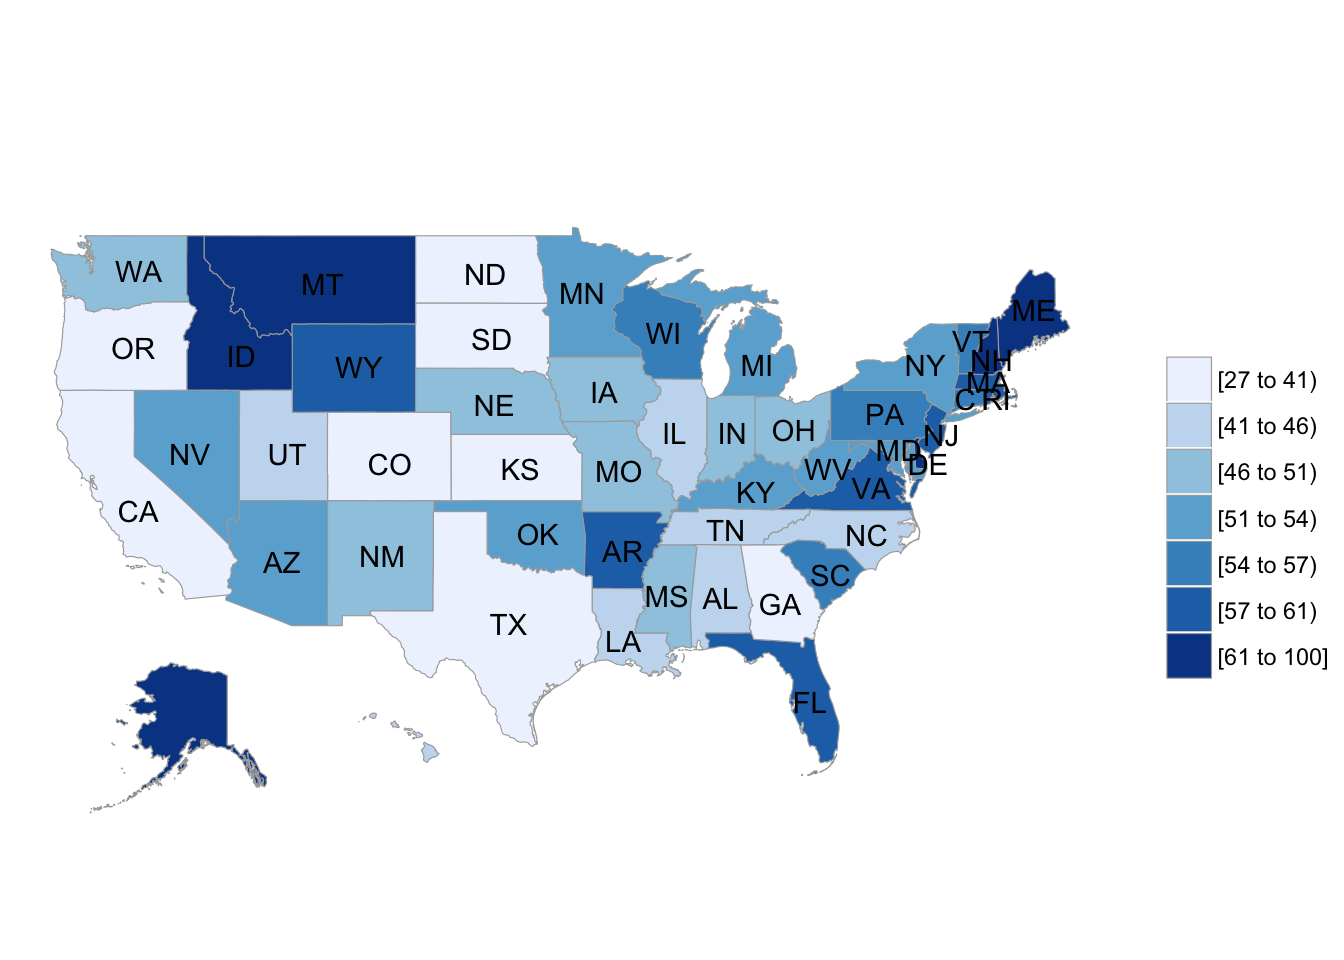 WA
MT
ND
MN
ME
OR
ID
WY
SD
WI
MI
NY
VT
NH
MA
C
RI
NE
IA
PA
NV
UT
CO
KS
MO
IL
IN
OH
NJ
MD
DE
WV
VA
KY
CA
AZ
NM
OK
AR
TN
NC
TX
LA
MS
AL
GA
SC
FL
[27 to 41)
[41 to 46)
[46 to 51)
[51 to 54)
[54 to 57)
[57 to 61)
[61 to 100]